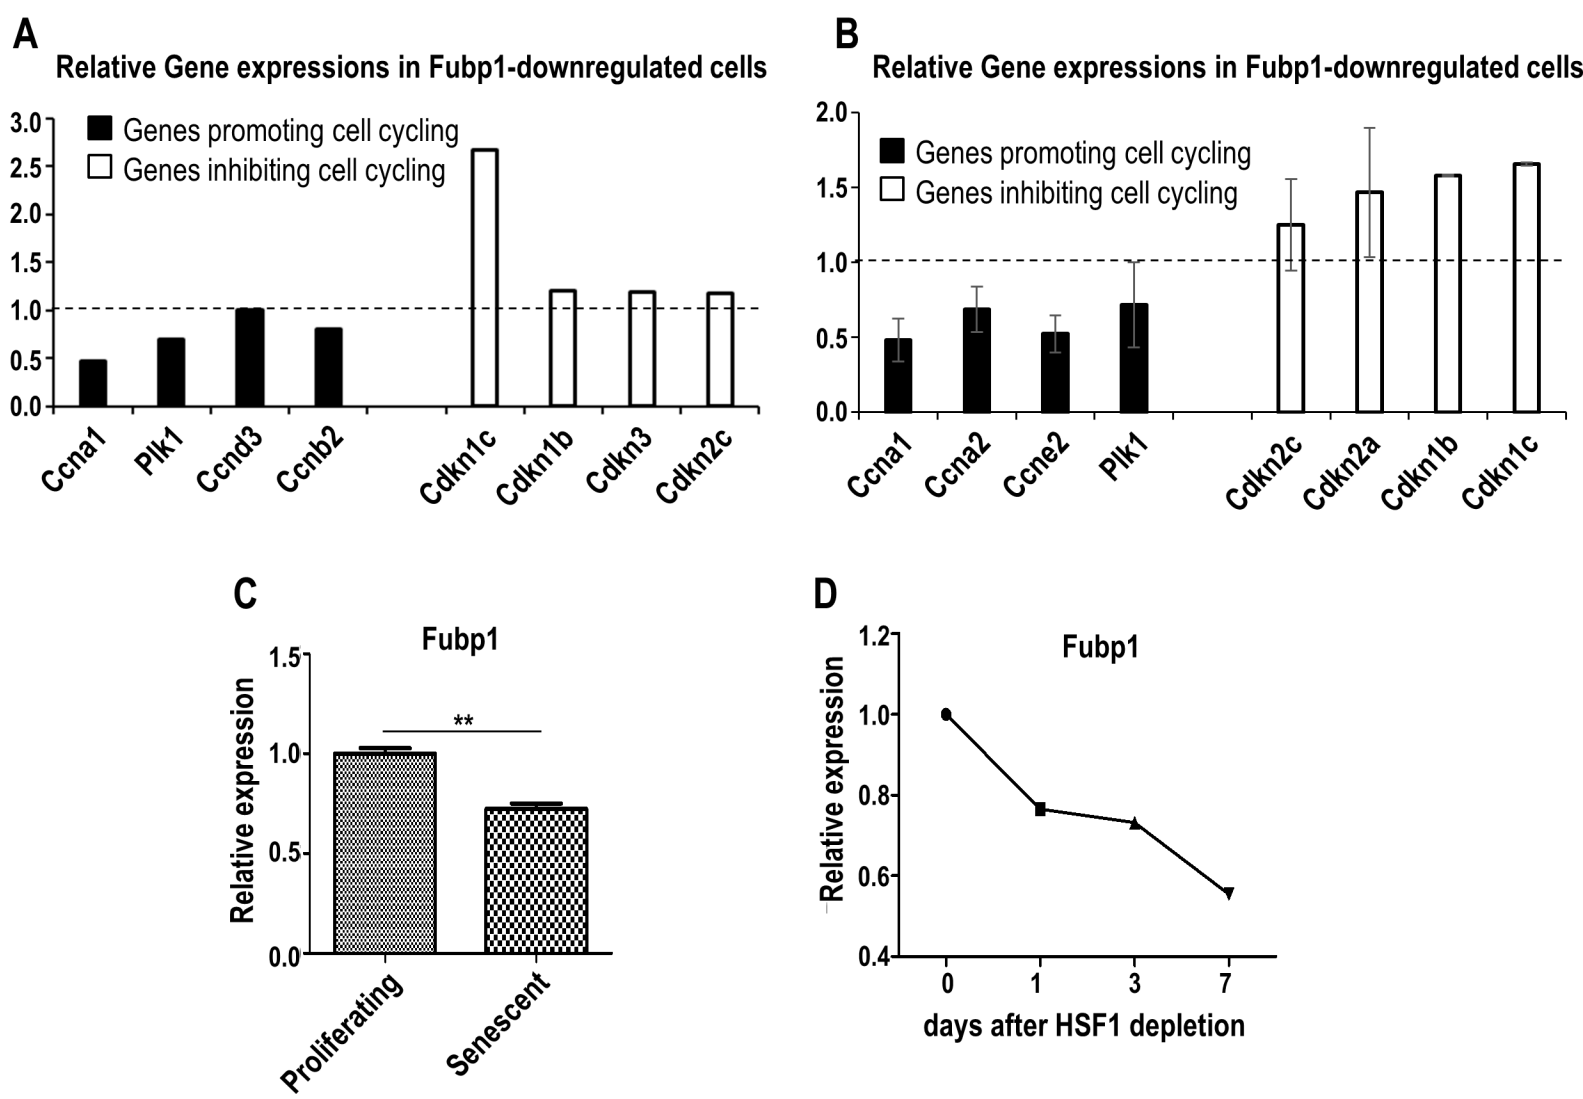 A
Relative Gene expressions in Fubp1-downregulated cells
3.0
2.5
2.0
1.5
1.0
0.5
0.0
Genes promoting cell cycling
Genes inhibiting cell cycling
Ccna1
Plk1
Ccnd3
Ccnb2
Cdkn1c
Cdkn1b
Cdkn3
Cdkn2c
B
Relative Gene expressions in Fubp1-downregulated cells
2.0
1.5
1.0
0.5
0.0
Genes promoting cell cycling
Genes inhibiting cell cycling
Ccna1
Ccna2
Ccne2
Plk1
Cdkn2c
Cdkn2a
Cdkn1b
Cdkn1c
C
Fubp1
Relative expression
1.5
1.0
0.5
0.0
**
Proliferating
Senescent
D
Fubp1
Relative expression
1.2
1.0
0.8
0.6
0.4
0 1 3 7
days after HSF1 depletion